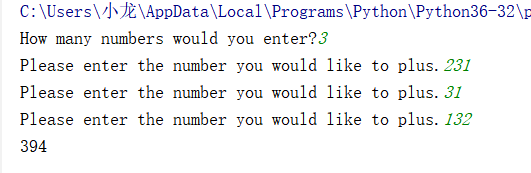 C:\Users\小龙\AppData\Local\Programs\Python\Python36-32\p
How many numbers would you enter?3
Please enter the number you would like to plus.231
Please enter the number you would like to plus.31
Please enter the number you would like to plus.132
394